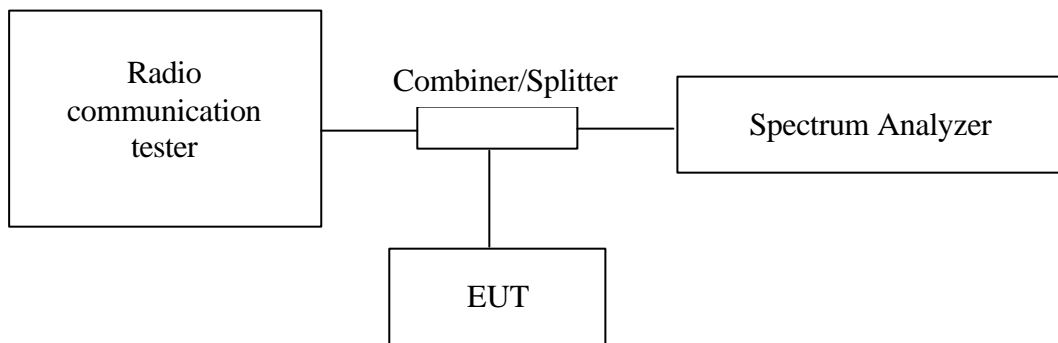 Radio
communication
tester
Combiner/Splitter
Spectrum Analyzer
EUT